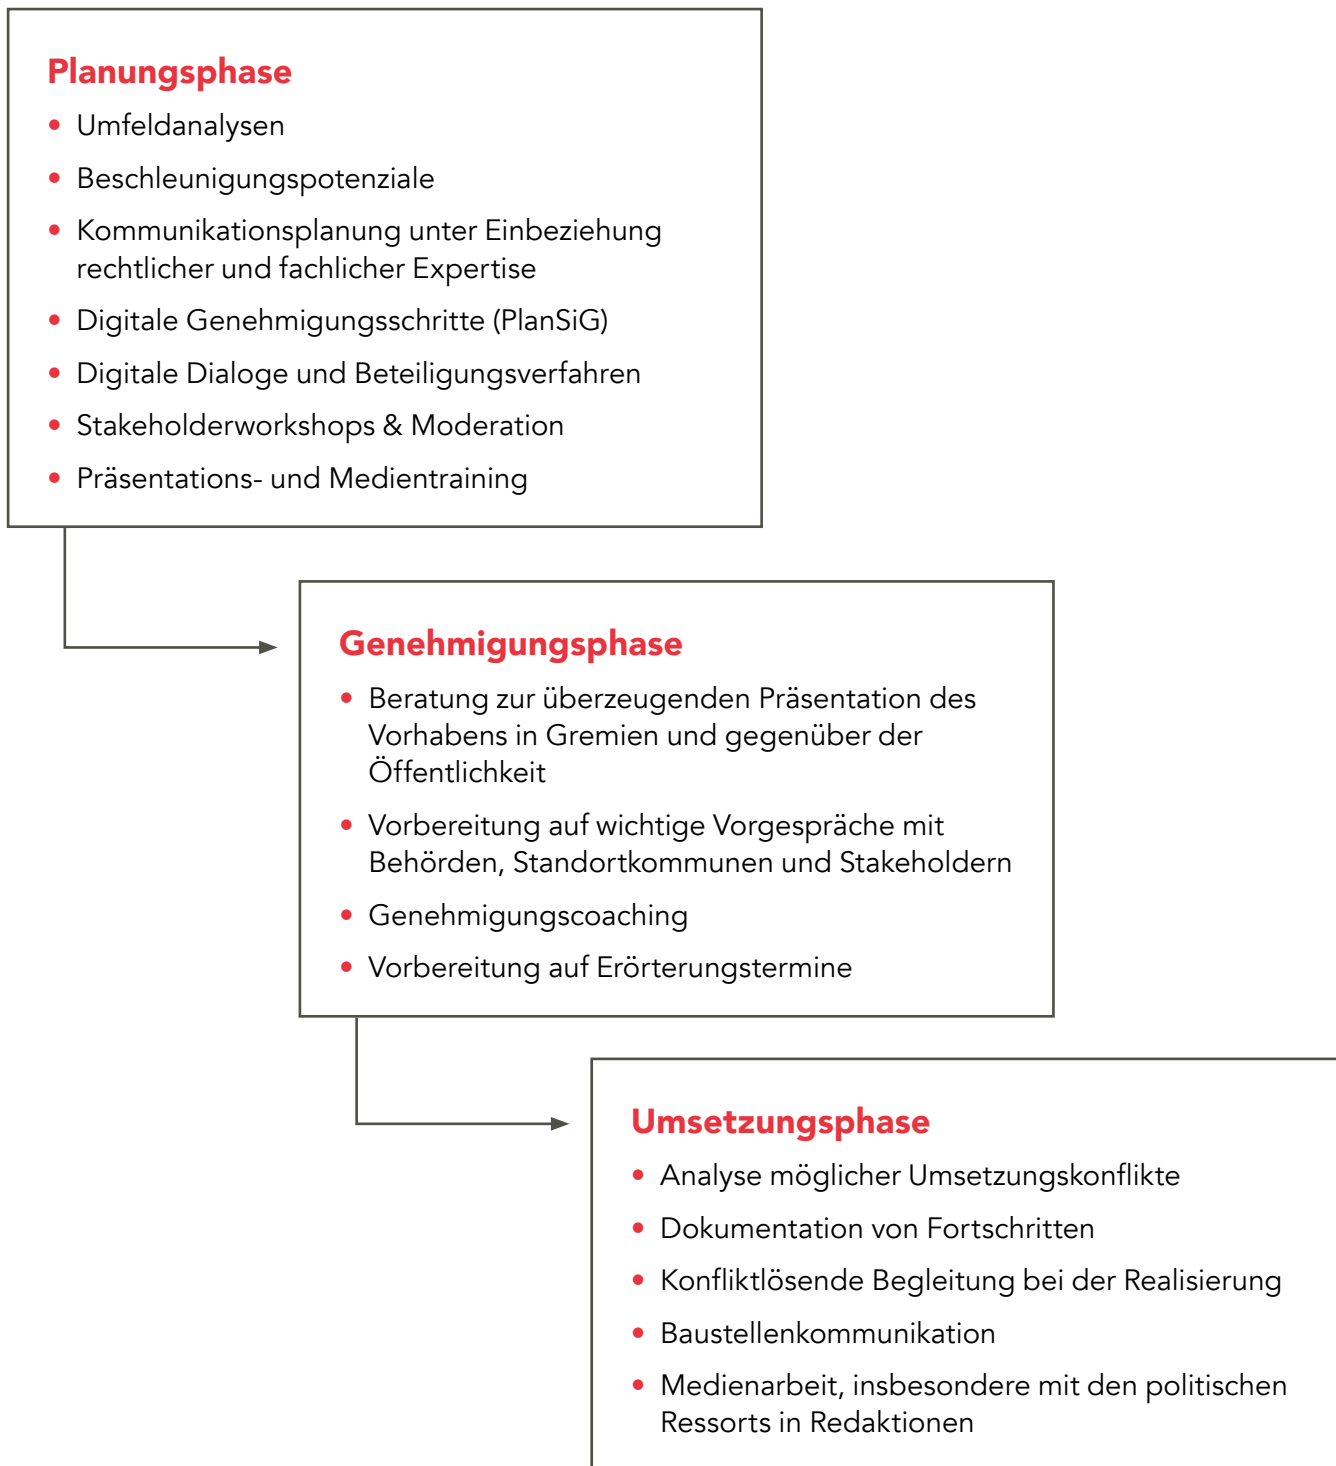 Planungsphase
• Umfeldanalysen
• Beschleunigungspotenziale
• Kommunikationsplanung unter Einbeziehung
rechtlicher und fachlicher Expertise
• Digitale Genehmigungsschritte (PlanSiG)
• Digitale Dialoge und Beteiligungsverfahren
• Stakeholderworkshops & Moderation
• Präsentations- und Medientraining
Genehmigungsphase
• Beratung zur überzeugenden Präsentation des
Vorhabens in Gremien und gegenüber der
Öffentlichkeit
• Vorbereitung auf wichtige Vorgespräche mit
Behörden, Standortkommunen und Stakeholdern
• Genehmigungscoaching
• Vorbereitung auf Erörterungstermine
Umsetzungsphase
• Analyse möglicher Umsetzungskonflikte
• Dokumentation von Fortschritten
• Konfliktlösende Begleitung bei der Realisierung
• Baustellenkommunikation
• Medienarbeit, insbesondere mit den politischen
Ressorts in Redaktionen